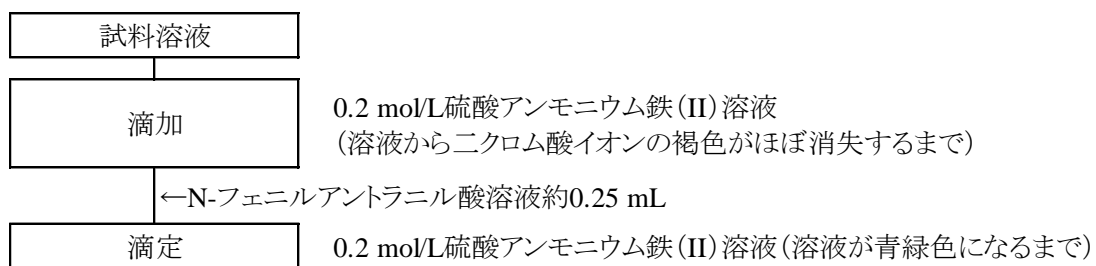 試料溶液
滴加
0.2 mol/L硫酸アンモニウム鉄(II)溶液
(溶液から二クロム酸イオンの褐色がほぼ消失するまで)
←N-フェニルアントラニル酸溶液約0.25 mL
滴定
0.2 mol/L硫酸アンモニウム鉄(II)溶液(溶液が青緑色になるまで)